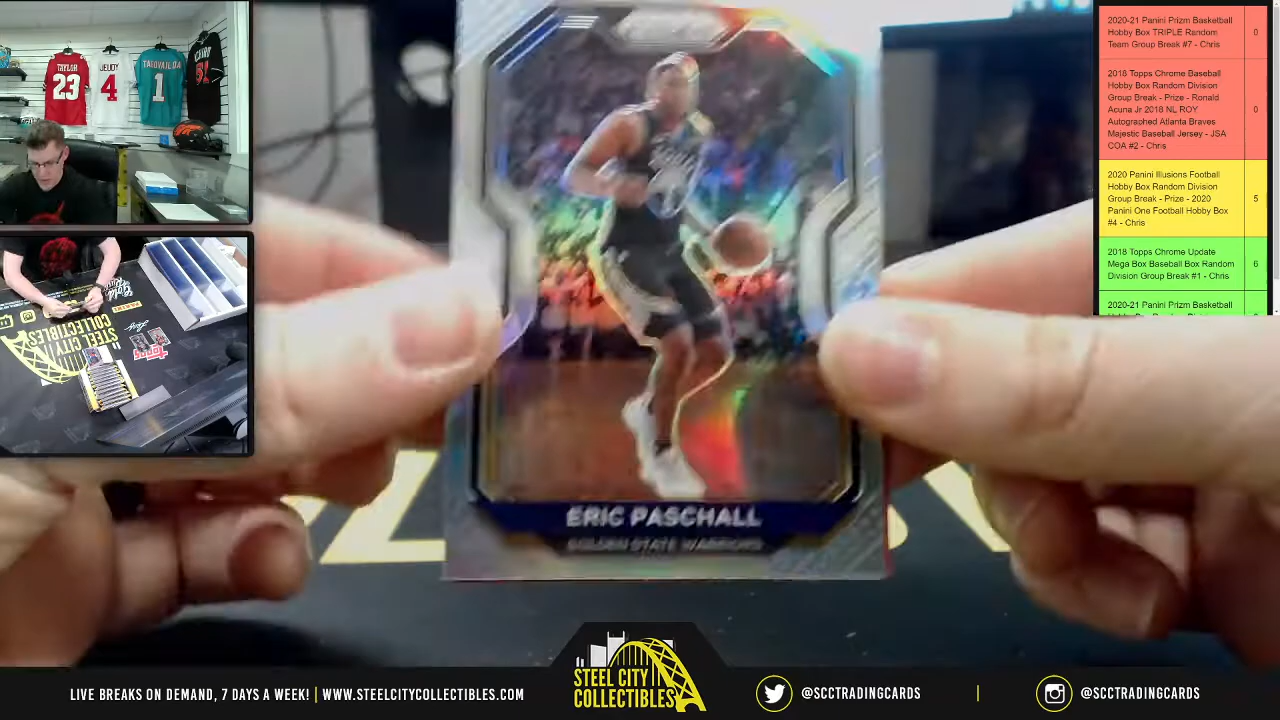 TAYLOR
23
JEUDY
4
TAGOVAILOA
1
51
STEEL CITY
COLLECTIBLES
Topps
PRIZM
ERIC PASCHALL
GOLDEN STATE WARRIORS
2020-21 Panini Prizm Basketball
Hobby Box TRIPLE Random
Team Group Break #7 - Chris
0
2018 Topps Chrome Baseball
Hobby Box Random Division
Group Break - Prize - Ronald
Acuna Jr 2018 NL ROY
Autographed Atlanta Braves
Majestic Baseball Jersey - JSA
COA #2 - Chris
0
2020 Panini Illusions Football
Hobby Box Random Division
Group Break - Prize - 2020
Panini One Football Hobby Box
#4 - Chris
5
2018 Topps Chrome Update
Mega Box Baseball Box Random
Division Group Break #1 - Chris
6
2020-21 Panini Prizm Basketball
LIVE BREAKS ON DEMAND, 7 DAYS A WEEK! | WWW.STEELCITYCOLLECTIBLES.COM
STEEL CITY
COLLECTIBLES
@SCCTRADINGCARDS
@SCCTRADINGCARDS